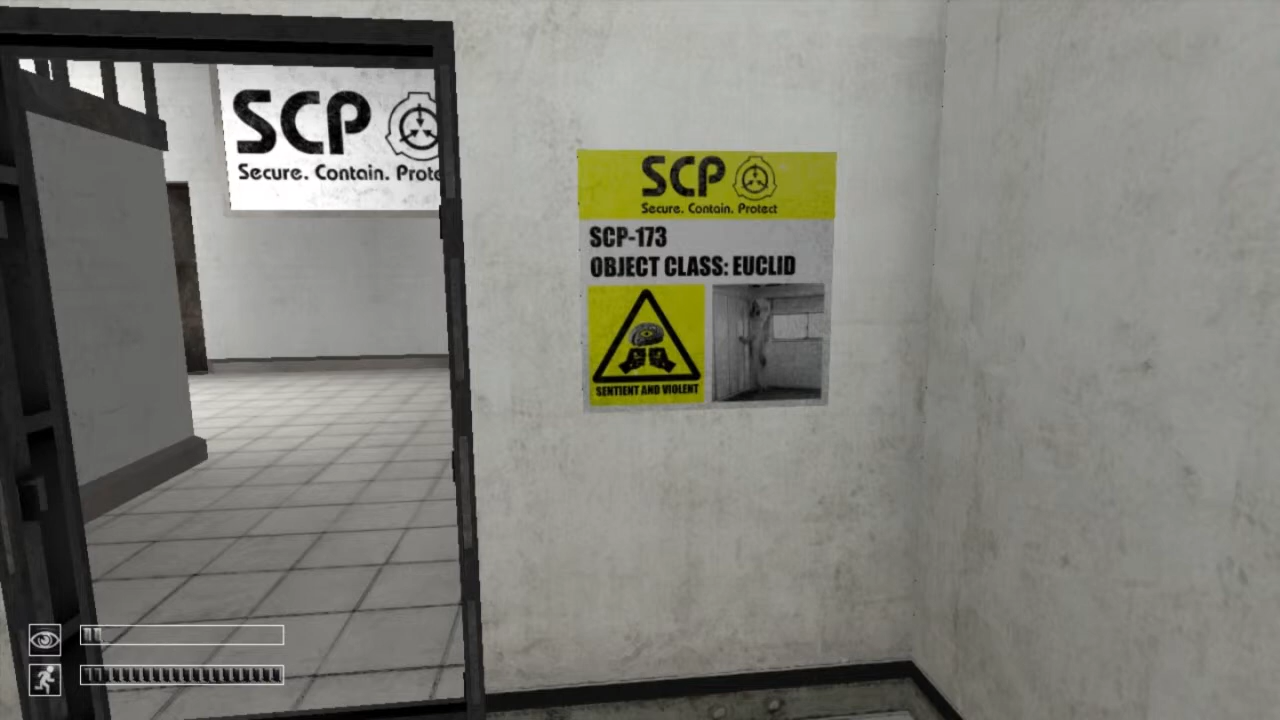 SCP
Secure. Contain. Prote
SCP
Secure. Contain. Protect
SCP-173
OBJECT CLASS: EUCLID
SENTIENT AND VIOLENT